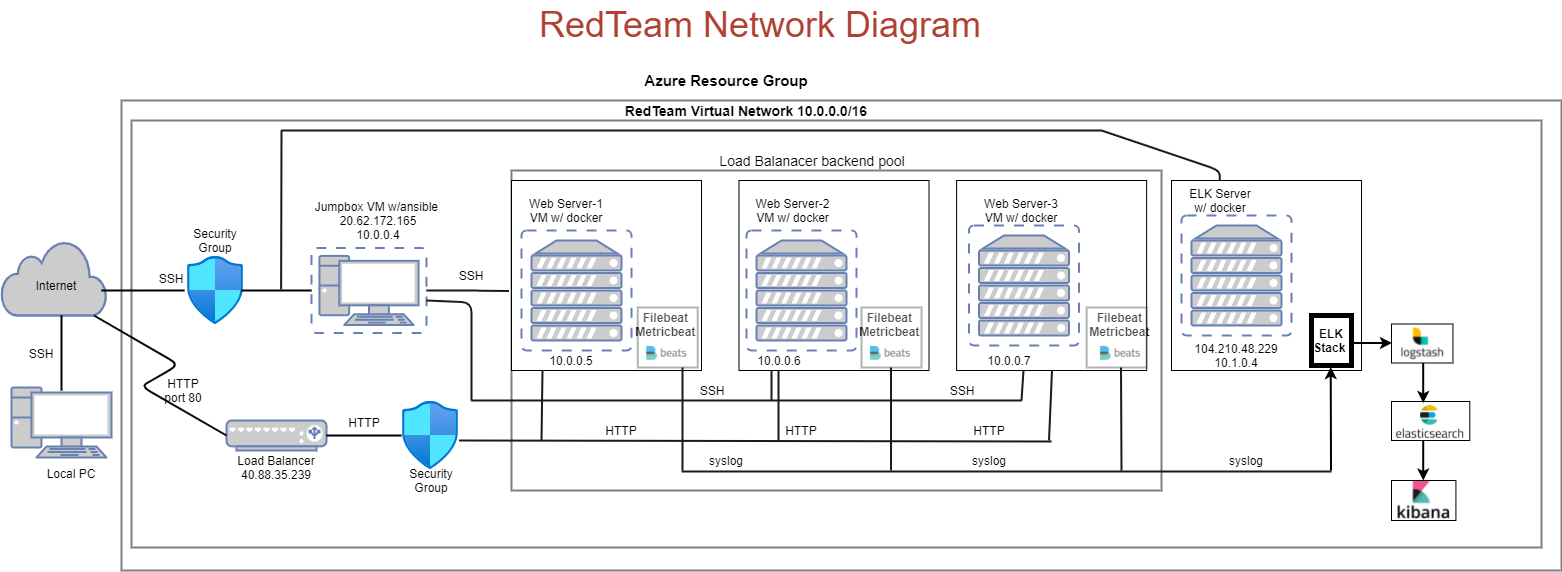 RedTeam Network Diagram
Azure Resource Group
RedTeam Virtual Network 10.0.0.0/16
Load Balanacer backend pool
Internet
SSH
Local PC
SSH
Security
Group
HTTP
port 80
Load Balancer
40.88.35.239
HTTP
Security
Group
Jumpbox VM w/ansible
20.62.172.165
10.0.0.4
SSH
Web Server-1
VM w/ docker
10.0.0.5
Filebeat
Metricbeat
beats
Web Server-2
VM w/ docker
10.0.0.6
Filebeat
Metricbeat
beats
Web Server-3
VM w/ docker
10.0.0.7
Filebeat
Metricbeat
beats
SSH
SSH
HTTP
HTTP
HTTP
syslog
syslog
syslog
ELK Server
w/ docker
104.210.48.229
10.1.0.4
ELK
Stack
logstash
elasticsearch
kibana